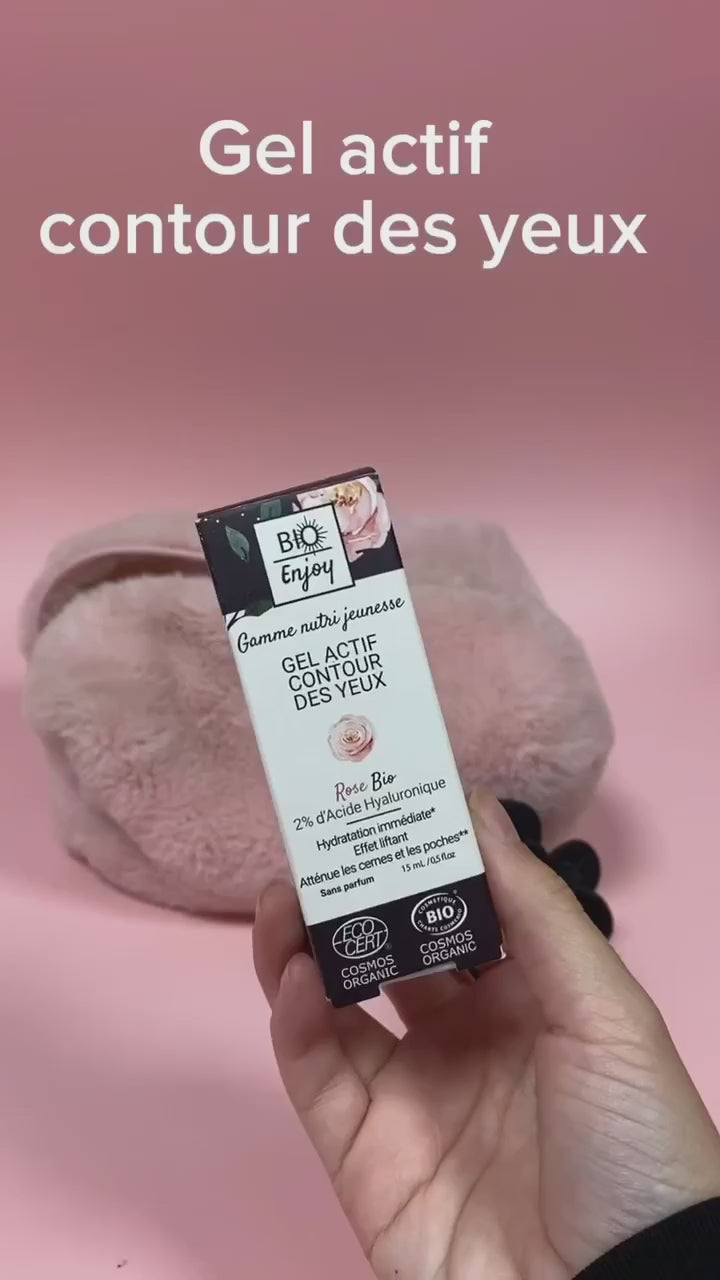 Gel actif
contour des yeux
BIO
Enjoy
Gamme nutri jeunesse
GEL ACTIF
CONTOUR
DES YEUX
Rose Bio
2% d'Acide Hyaluronique
Hydratation immédiate*
Effet liftant
Atténue les cernes et les poches**
Sans parfum 15 mL /0.5 fl oz
ECO
CERT
COSMOS
ORGANIC
COSMETIQUE
BIO
COSMOS
ORGANIC